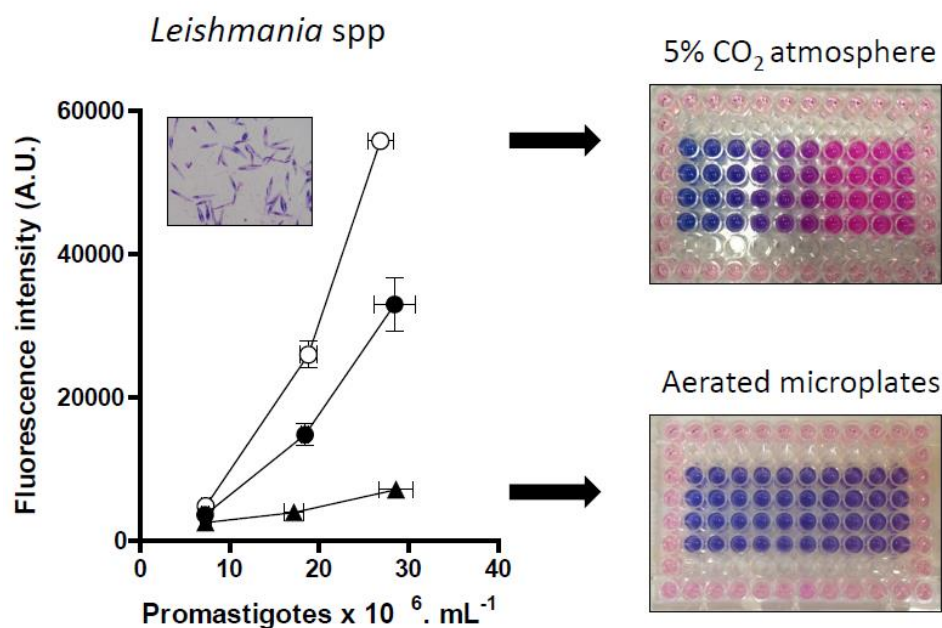 Leishmania spp
5% CO₂ atmosphere
60000
40000
20000
0
Fluorescence intensity (A.U.)
0 10 20 30 40
Promastigotes x 10 ⁶. mL⁻¹
Aerated microplates